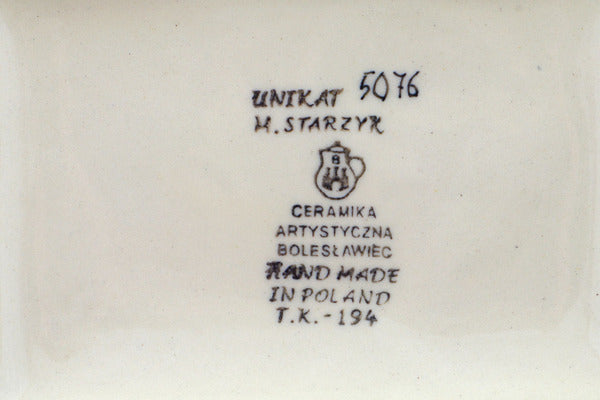 UNIKAT 5076
M. STARZYK
B
CERAMIKA
ARTYSTYCZNA
BOLESŁAWIEC
HAND MADE
IN POLAND
T.K.-194